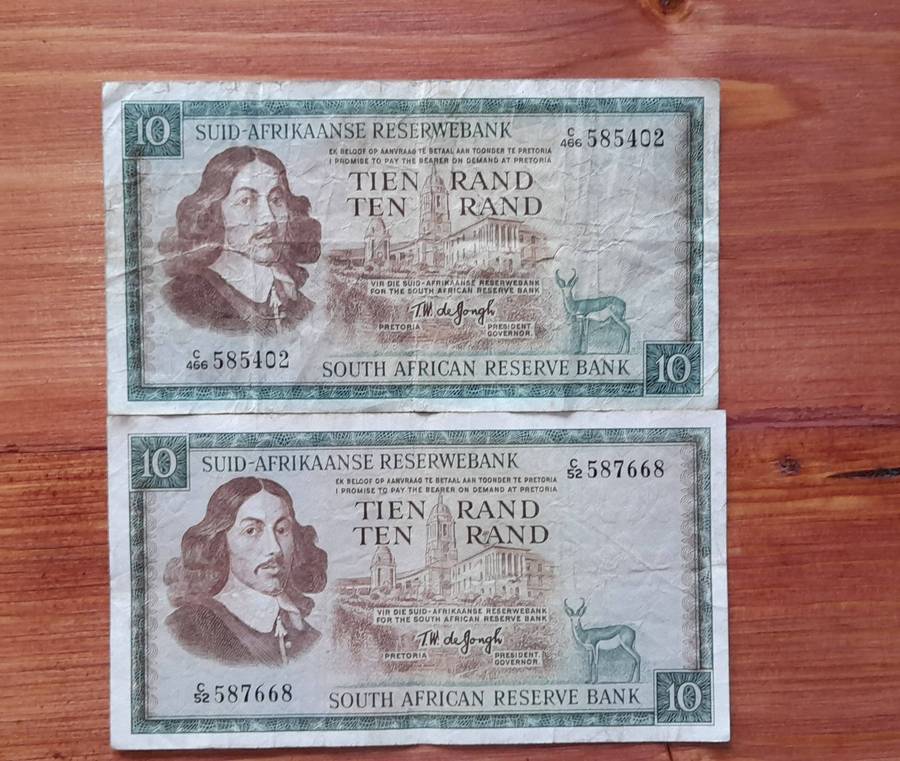 10 SUID-AFRIKAANSE RESERWEBANK C/466 585402
EK BELOOF OP AANVRAAG TE BETAAL AAN TOONDER TE PRETORIA
I PROMISE TO PAY THE BEARER ON DEMAND AT PRETORIA
TIEN RAND
TEN RAND
VIR DIE SUID-AFRIKAANSE RESERWEBANK
FOR THE SOUTH AFRICAN RESERVE BANK
T.W. de Jongh
PRETORIA PRESIDENT.
GOVERNOR.
C/466 585402
SOUTH AFRICAN RESERVE BANK 10
10 SUID-AFRIKAANSE RESERWEBANK C/52 587668
EK BELOOF OP AANVRAAG TE BETAAL AAN TOONDER TE PRETORIA
I PROMISE TO PAY THE BEARER ON DEMAND AT PRETORIA
TIEN RAND
TEN RAND
VIR DIE SUID-AFRIKAANSE RESERWEBANK
FOR THE SOUTH AFRICAN RESERVE BANK
T.W. de Jongh
PRETORIA PRESIDENT.
GOVERNOR.
C/52 587668
SOUTH AFRICAN RESERVE BANK 10